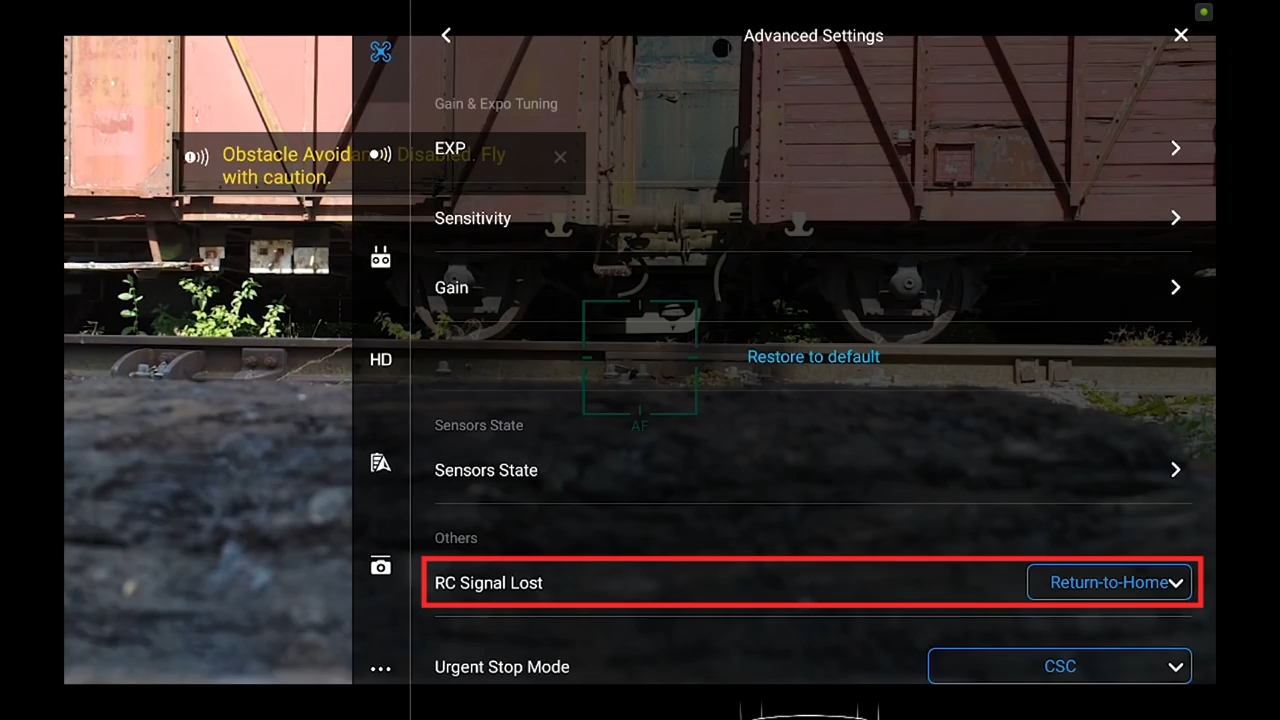 Advanced Settings
Gain & Expo Tuning
Obstacle Avoidance Disabled. Fly
with caution.
EXP
Sensitivity
Gain
HD
Restore to default
Sensors State
AF
Sensors State
Others
RC Signal Lost
Return-to-Home
Urgent Stop Mode
CSC